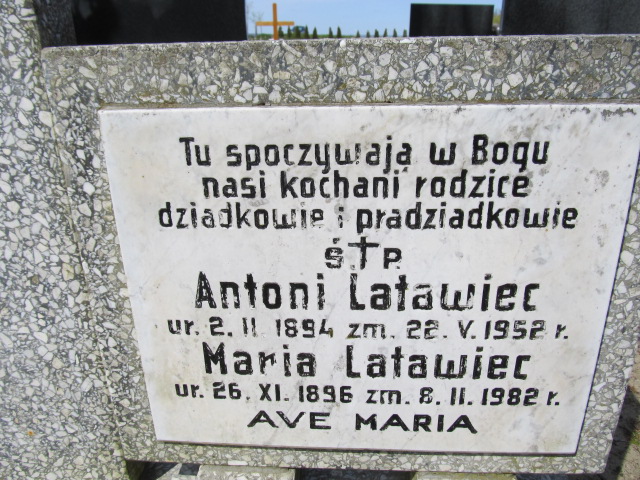 Tu spoczywają w Bogu
nasi kochani rodzice
dziadkowie i pradziadkowie
ś † P.
Antoni Latawiec
ur. 2. II 1894 zm. 22. V. 1952 r.
Maria Latawiec
ur. 26. XI. 1896 zm. 8. II. 1982 r.
AVE MARIA